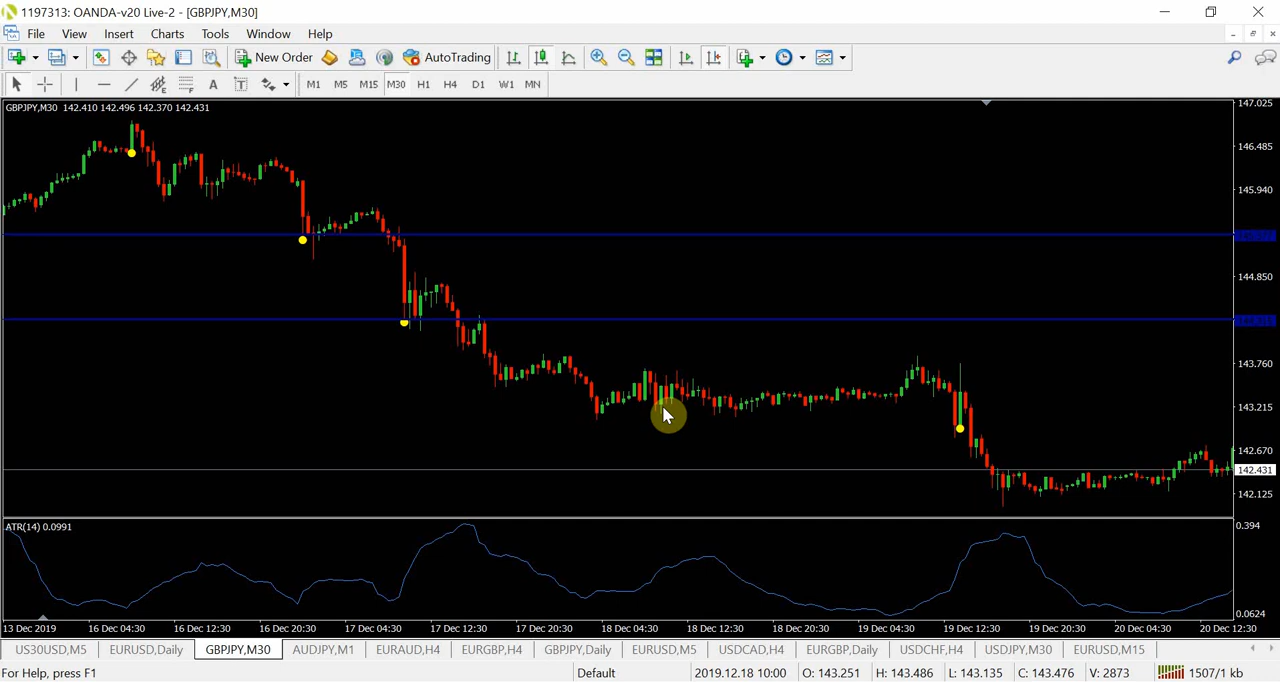 1197313: OANDA-v20 Live-2 - [GBPJPY,M30]
File View Insert Charts Tools Window Help
New Order AutoTrading
A T M1 M5 M15 M30 H1 H4 D1 W1 MN
GBPJPY,M30 142.410 142.496 142.370 142.431
147.025
146.485
145.940
144.850
143.760
143.215
142.670
142.431
142.125
ATR(14) 0.0991
0.394
0.0624
13 Dec 2019 16 Dec 04:30 16 Dec 12:30 16 Dec 20:30 17 Dec 04:30 17 Dec 12:30 17 Dec 20:30 18 Dec 04:30 18 Dec 12:30 18 Dec 20:30 19 Dec 04:30 19 Dec 12:30 19 Dec 20:30 20 Dec 04:30 20 Dec 12:30
US30USD,M5 EURUSD,Daily GBPJPY,M30 AUDJPY,M1 EURAUD,H4 EURGBP,H4 GBPJPY,Daily EURUSD,M5 USDCAD,H4 EURGBP,Daily USDCHF,H4 USDJPY,M30 EURUSD,M15
For Help, press F1 Default 2019.12.18 10:00 O: 143.251 H: 143.486 L: 143.135 C: 143.476 V: 2873 1507/1 kb